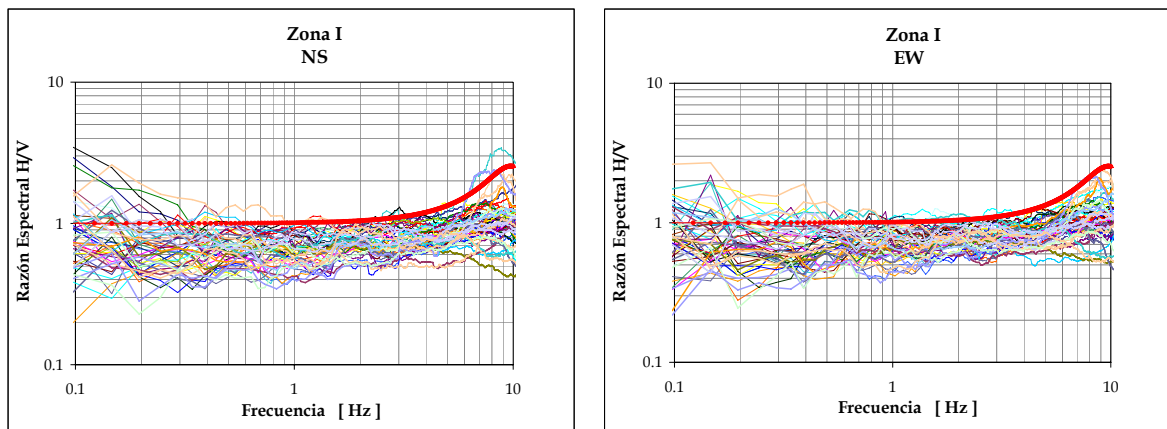 Zona I
NS
10
1
0.1
0.1
1
10
Razón Espectral H/V
Frecuencia [ Hz ]
Zona I
EW
10
1
0.1
0.1
1
10
Razón Espectral H/V
Frecuencia [ Hz ]